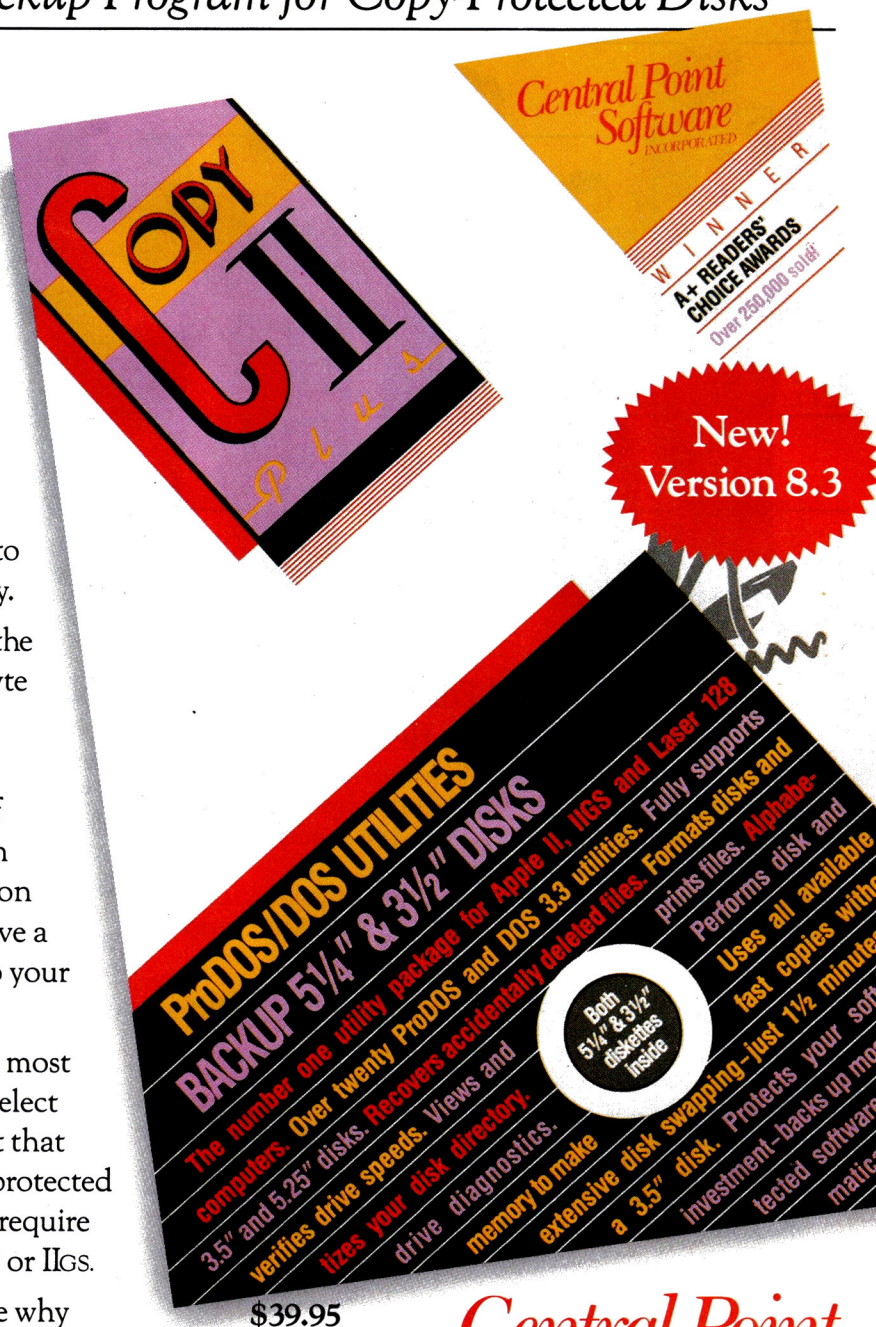 Backup Program for Copy Protected Disks
COPY
II
Plus
Central Point
Software
INCORPORATED
WINNER
A+ READERS'
CHOICE AWARDS
Over 250,000 sold!
New!
Version 8.3
to
y.
the
yte
on
ve a
your
most
elect
that
protected
require
or IIGS.
why
ProDOS/DOS UTILITIES
BACKUP 5¼" & 3½" DISKS
The number one utility package for Apple II, IIGS and Laser 128
computers. Over twenty ProDOS and DOS 3.3 utilities. Fully supports
3.5" and 5.25" disks. Recovers accidentally deleted files. Formats disks and
verifies drive speeds. Views and prints files. Alphabe-
tizes your disk directory. Performs disk and
drive diagnostics. Uses all available
memory to make fast copies witho
extensive disk swapping–just 1½ minutes
a 3.5" disk. Protects your soft
investment–backs up mo
tected software
matica
Both
5¼" & 3½"
diskettes
inside
$39.95
Central Point